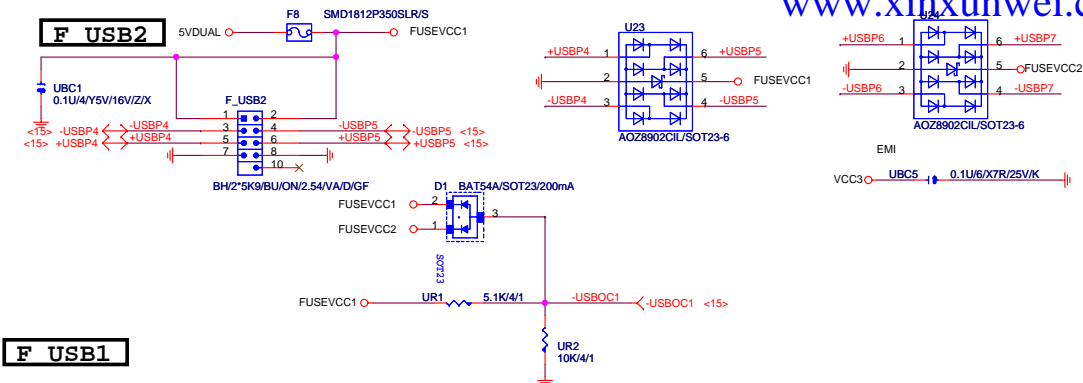 www.xinxunwei.c
F_USB2
F8 SMD1812P350SLR/S
5VDUAL FUSEVCC1
UBC1
0.1U/4/Y5V/16V/Z/X
F_USB2
1 2
<15> -USBP4 -USBP4 3 4 -USBP5 -USBP5 <15>
<15> +USBP4 +USBP4 5 6 +USBP5 +USBP5 <15>
7 8
10
BH/2*5K9/BU/ON/2.54/VA/D/GF
U23
+USBP4 1 6 +USBP5
2 5 FUSEVCC1
-USBP4 3 4 -USBP5
AOZ8902CIL/SOT23-6
U24
+USBP6 1 6 +USBP7
2 5 FUSEVCC2
-USBP6 3 4 -USBP7
AOZ8902CIL/SOT23-6
EMI
VCC3 UBC5 0.1U/6/X7R/25V/K
D1 BAT54A/SOT23/200mA
FUSEVCC1 2
3
FUSEVCC2 1
SOT23
FUSEVCC1 UR1 5.1K/4/1 -USBOC1 -USBOC1 <15>
UR2
10K/4/1
F_USB1